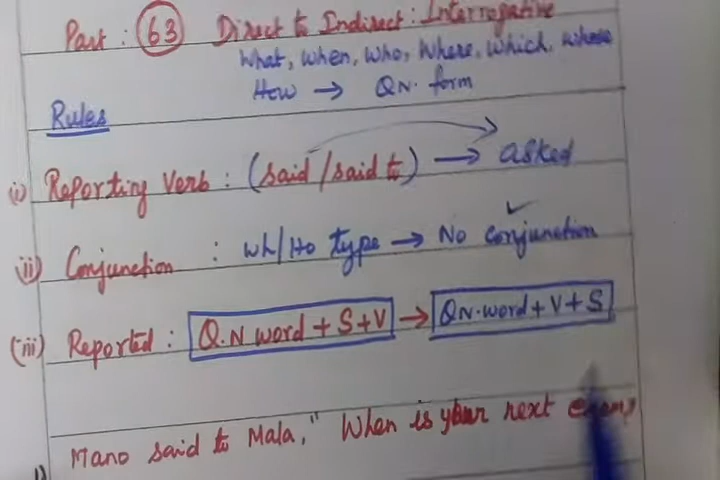 Part : 63 Direct to Indirect : Interrogative
What, when, who, where, which, whose
How → QN. form
Rules
(i) Reporting Verb : (said/said to) → asked
(ii) Conjunction : Wh/Ho type → No conjunction
(iii) Reported : Q.N word + S + V → QN. word + V + S
1) Mano said to Mala, " When is your next exam?